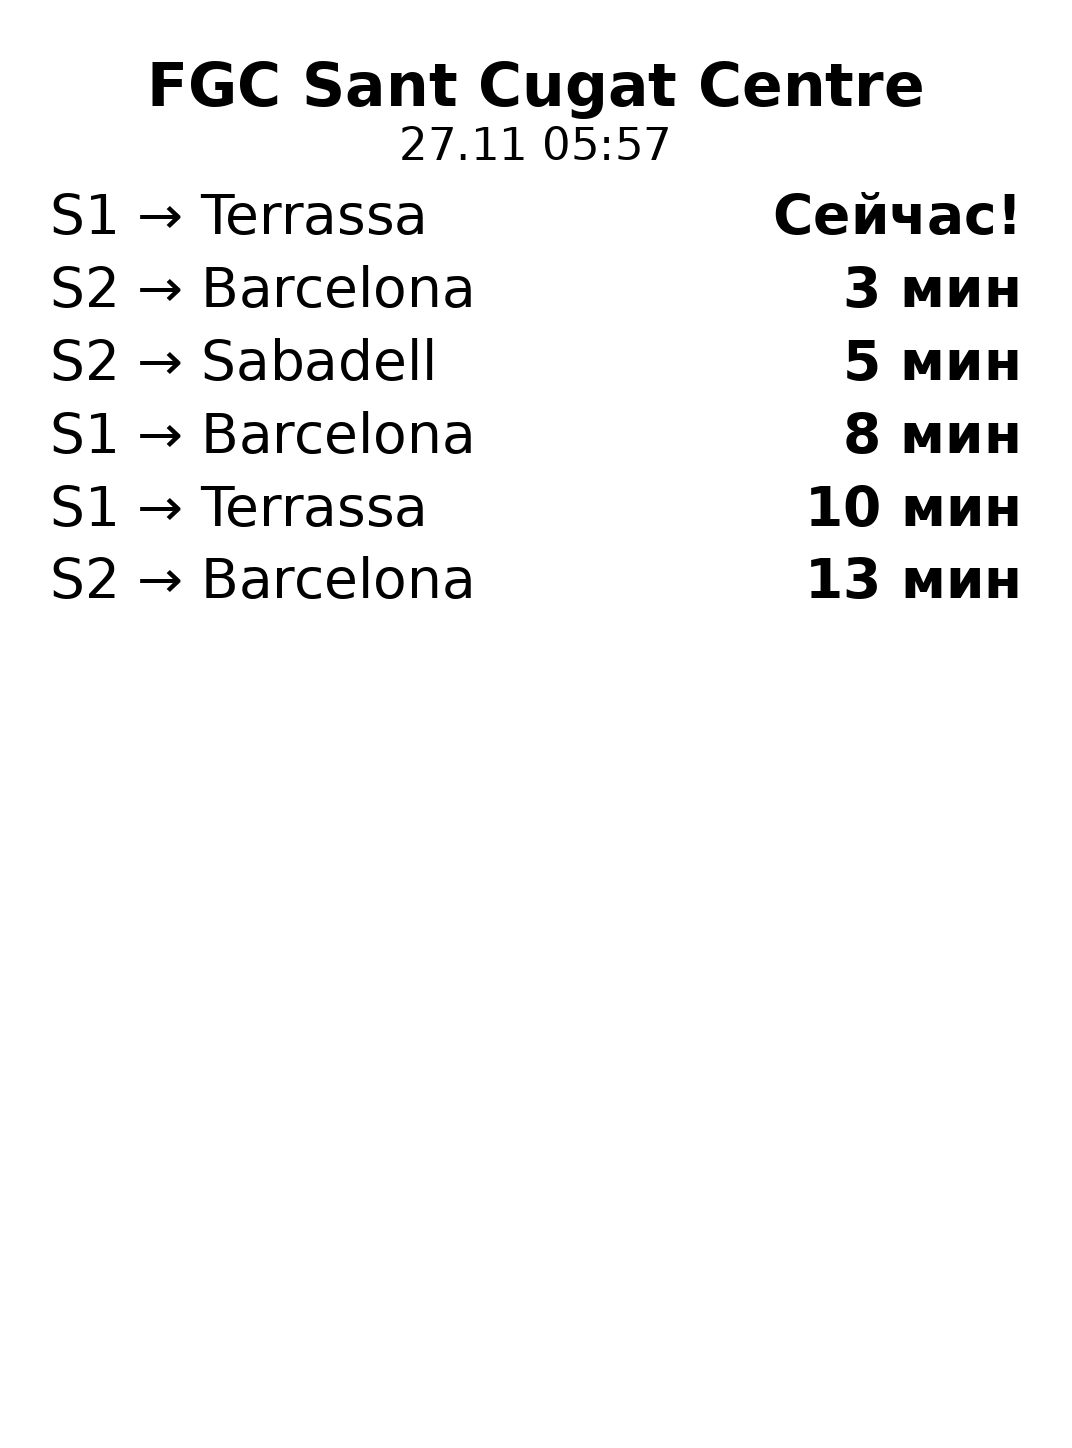 FGC Sant Cugat Centre
27.11 05:57
S1 → Terrassa Сейчас!
S2 → Barcelona 3 мин
S2 → Sabadell 5 мин
S1 → Barcelona 8 мин
S1 → Terrassa 10 мин
S2 → Barcelona 13 мин